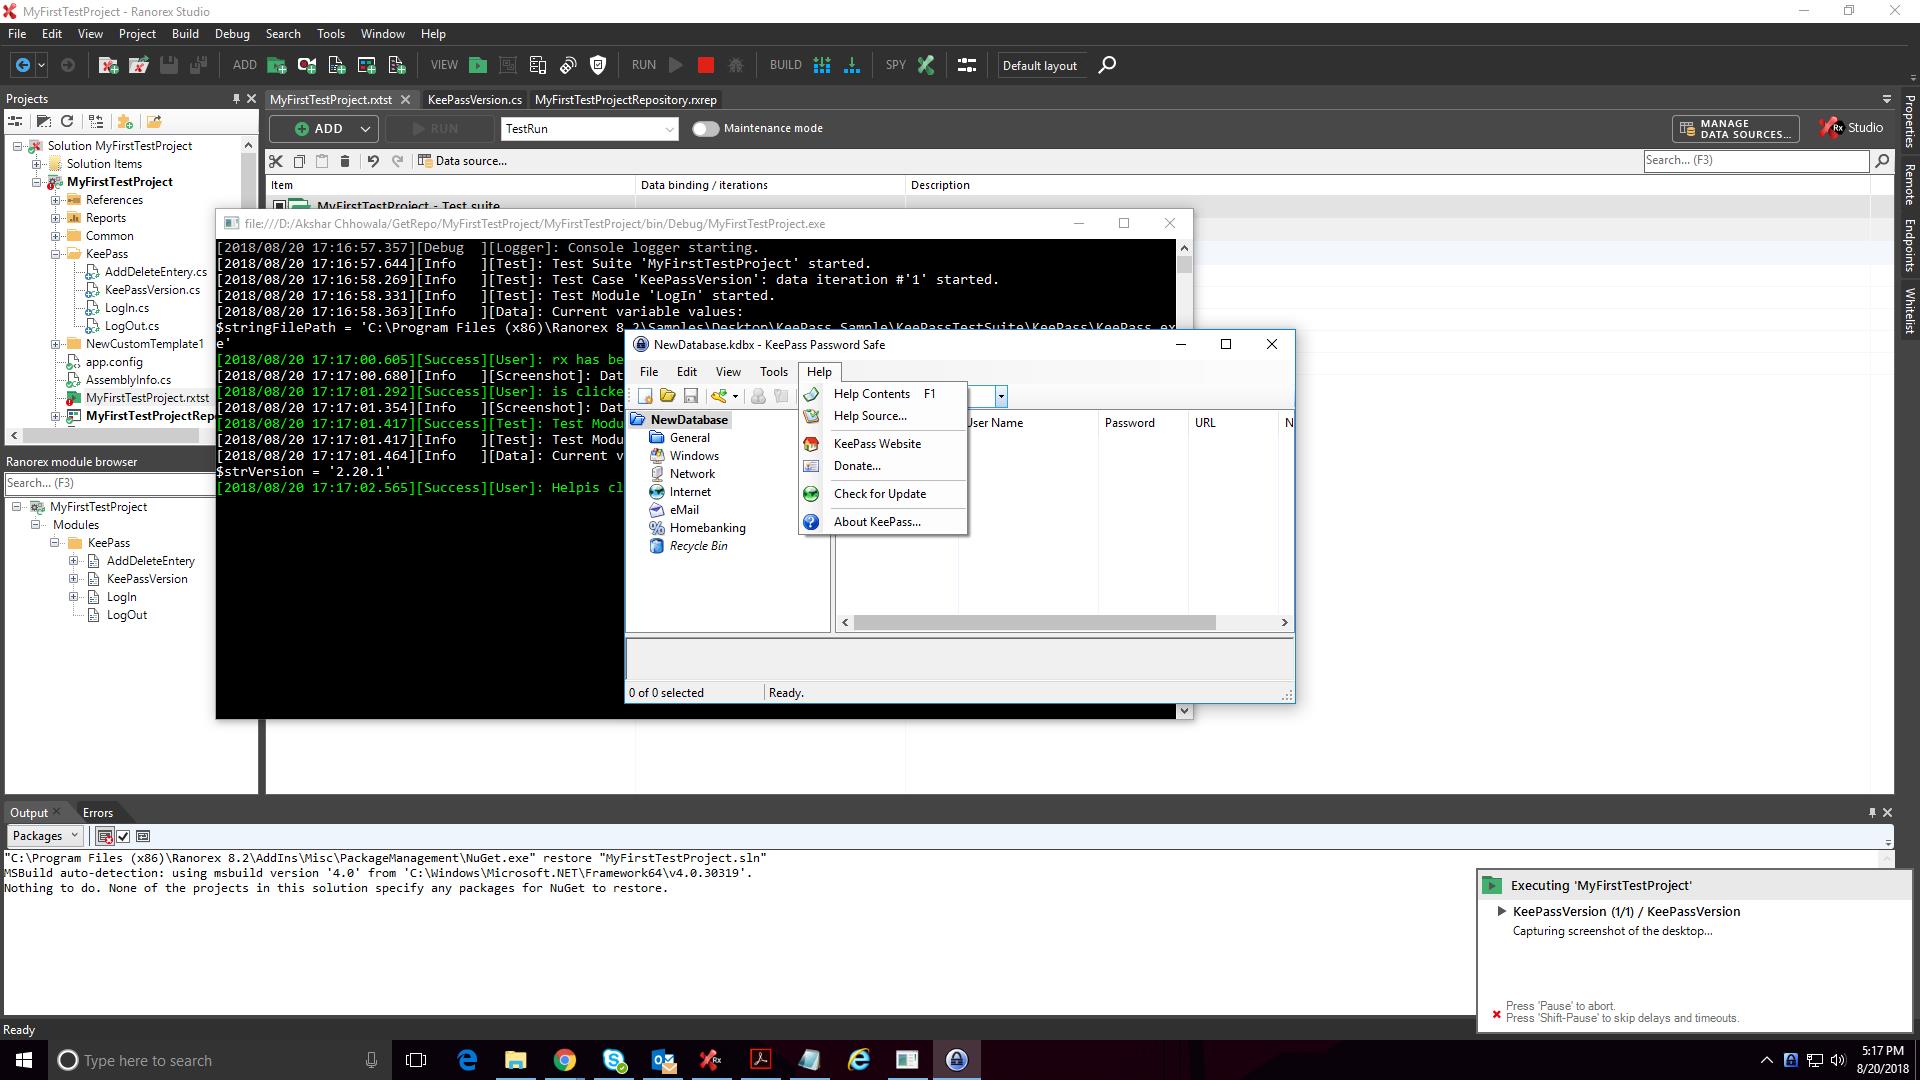 MyFirstTestProject - Ranorex Studio
File Edit View Project Build Debug Search Tools Window Help
ADD VIEW RUN BUILD SPY Default layout
Projects
MyFirstTestProject.rxtst KeePassVersion.cs MyFirstTestProjectRepository.rxrep
ADD RUN TestRun Maintenance mode MANAGE DATA SOURCES... Rx Studio
Data source... Search... (F3)
Item Data binding / iterations Description
MyFirstTestProject - Test suite
Solution MyFirstTestProject
Solution Items
MyFirstTestProject
References
Reports
Common
KeePass
AddDeleteEntery.cs
KeePassVersion.cs
LogIn.cs
LogOut.cs
NewCustomTemplate1
app.config
AssemblyInfo.cs
MyFirstTestProject.rxtst
MyFirstTestProjectRep
Ranorex module browser
Search... (F3)
MyFirstTestProject
Modules
KeePass
AddDeleteEntery
KeePassVersion
LogIn
LogOut
file:///D:/Akshar Chhowala/GetRepo/MyFirstTestProject/MyFirstTestProject/bin/Debug/MyFirstTestProject.exe
[2018/08/20 17:16:57.357][Debug  ][Logger]: Console logger starting.
[2018/08/20 17:16:57.644][Info   ][Test]: Test Suite 'MyFirstTestProject' started.
[2018/08/20 17:16:58.269][Info   ][Test]: Test Case 'KeePassVersion': data iteration #'1' started.
[2018/08/20 17:16:58.331][Info   ][Test]: Test Module 'LogIn' started.
[2018/08/20 17:16:58.363][Info   ][Data]: Current variable values:
$stringFilePath = 'C:\Program Files (x86)\Ranorex 8.2\Samples\Desktop\KeePass Sample\KeePassTestSuite\KeePass\KeePass.ex
e'
[2018/08/20 17:17:00.605][Success][User]: rx has be
[2018/08/20 17:17:00.680][Info   ][Screenshot]: Dat
[2018/08/20 17:17:01.292][Success][User]: is clicke
[2018/08/20 17:17:01.354][Info   ][Screenshot]: Dat
[2018/08/20 17:17:01.417][Success][Test]: Test Modu
[2018/08/20 17:17:01.417][Info   ][Test]: Test Modu
[2018/08/20 17:17:01.464][Info   ][Data]: Current v
$strVersion = '2.20.1'
[2018/08/20 17:17:02.565][Success][User]: Helpis cl
NewDatabase.kdbx - KeePass Password Safe
File Edit View Tools Help
Help Contents F1
Help Source...
KeePass Website
Donate...
Check for Update
About KeePass...
NewDatabase
General
Windows
Network
Internet
eMail
Homebanking
Recycle Bin
User Name Password URL N
0 of 0 selected Ready.
Properties
Remote
Endpoints
Whitelist
Output Errors
Packages
"C:\Program Files (x86)\Ranorex 8.2\AddIns\Misc\PackageManagement\NuGet.exe" restore "MyFirstTestProject.sln"
MSBuild auto-detection: using msbuild version '4.0' from 'C:\Windows\Microsoft.NET\Framework64\v4.0.30319'.
Nothing to do. None of the projects in this solution specify any packages for NuGet to restore.
Executing 'MyFirstTestProject'
KeePassVersion (1/1) / KeePassVersion
Capturing screenshot of the desktop...
Press 'Pause' to abort.
Press 'Shift-Pause' to skip delays and timeouts.
Ready
Type here to search
5:17 PM
8/20/2018